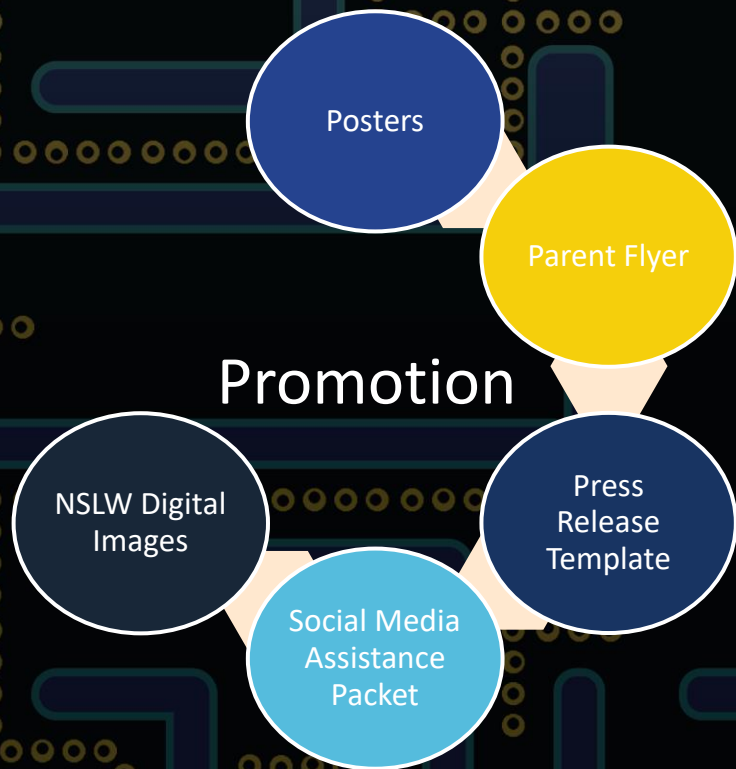 Posters
Parent Flyer
Promotion
Press
Release
Template
Social Media
Assistance
Packet
NSLW Digital
Images